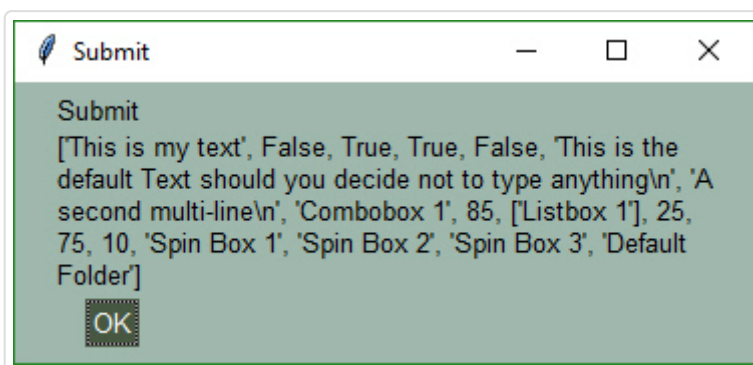 Submit
Submit
['This is my text', False, True, True, False, 'This is the
default Text should you decide not to type anything\n', 'A
second multi-line\n', 'Combobox 1', 85, ['Listbox 1'], 25,
75, 10, 'Spin Box 1', 'Spin Box 2', 'Spin Box 3', 'Default
Folder']
OK